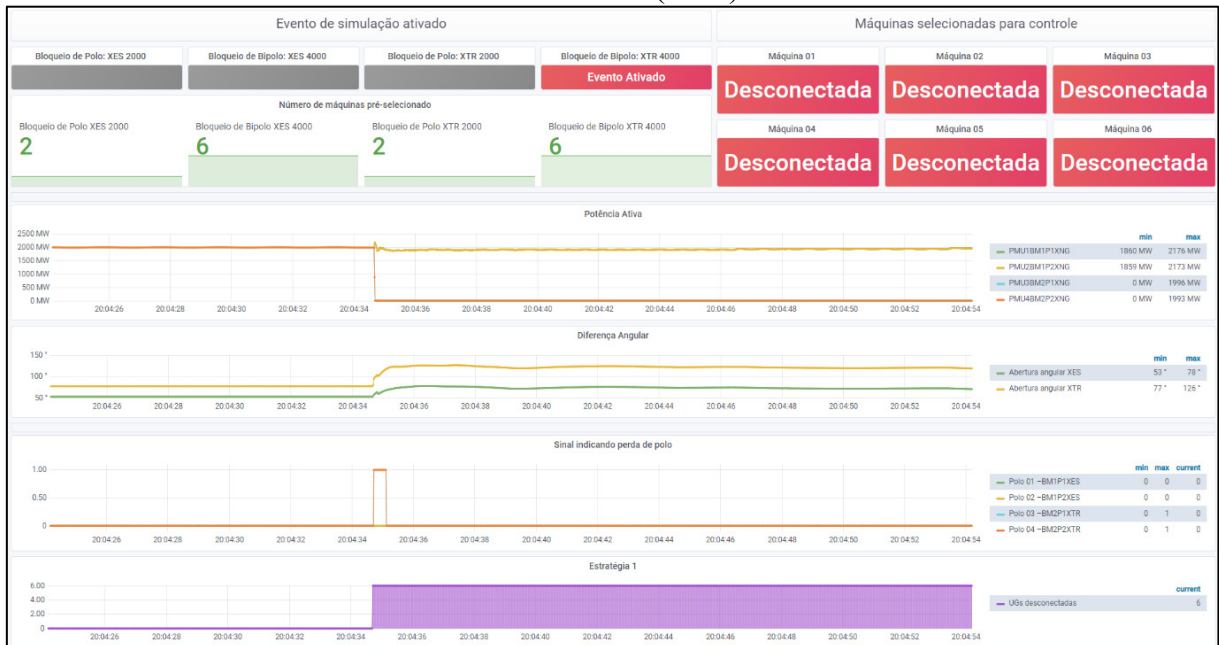 Evento de simulação ativado
Máquinas selecionadas para controle
Bloqueio de Polo: XES 2000
Bloqueio de Bipolo: XES 4000
Bloqueio de Polo: XTR 2000
Bloqueio de Bipolo: XTR 4000
Evento Ativado
Máquina 01
Máquina 02
Máquina 03
Desconectada
Desconectada
Desconectada
Número de máquinas pré-selecionado
Bloqueio de Polo XES 2000
Bloqueio de Bipolo XES 4000
Bloqueio de Polo XTR 2000
Bloqueio de Bipolo XTR 4000
2
6
2
6
Máquina 04
Máquina 05
Máquina 06
Desconectada
Desconectada
Desconectada
Potência Ativa
2500 MW
2000 MW
1500 MW
1000 MW
500 MW
0 MW
20:04:26 20:04:28 20:04:30 20:04:32 20:04:34 20:04:36 20:04:38 20:04:40 20:04:42 20:04:44 20:04:46 20:04:48 20:04:50 20:04:52 20:04:54
min max
PMU1BM1P1XNG 1860 MW 2176 MW
PMU2BM1P2XNG 1859 MW 2173 MW
PMU3BM2P1XNG 0 MW 1996 MW
PMU4BM2P2XNG 0 MW 1993 MW
Diferença Angular
150 °
100 °
50 °
20:04:26 20:04:28 20:04:30 20:04:32 20:04:34 20:04:36 20:04:38 20:04:40 20:04:42 20:04:44 20:04:46 20:04:48 20:04:50 20:04:52 20:04:54
min max
Abertura angular XES 53 ° 78 °
Abertura angular XTR 77 ° 126 °
Sinal indicando perda de polo
1.00
0.50
0
20:04:26 20:04:28 20:04:30 20:04:32 20:04:34 20:04:36 20:04:38 20:04:40 20:04:42 20:04:44 20:04:46 20:04:48 20:04:50 20:04:52 20:04:54
min max current
Polo 01 –BM1P1XES 0 0 0
Polo 02 –BM1P2XES 0 0 0
Polo 03 –BM2P1XTR 0 1 0
Polo 04 –BM2P2XTR 0 1 0
Estratégia 1
6.00
4.00
2.00
0
20:04:26 20:04:28 20:04:30 20:04:32 20:04:34 20:04:36 20:04:38 20:04:40 20:04:42 20:04:44 20:04:46 20:04:48 20:04:50 20:04:52 20:04:54
current
UGs desconectadas 6